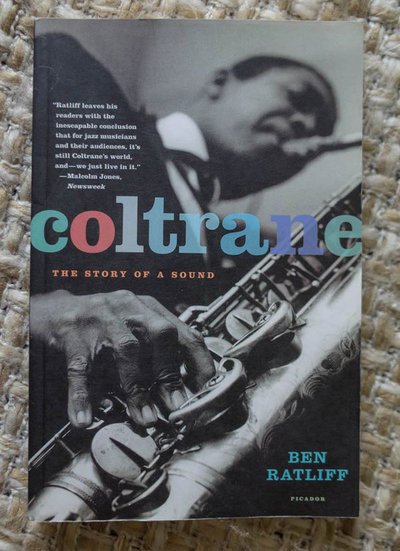 "Ratliff leaves his
readers with the
inescapable conclusion
that for jazz musicians
and their audiences, it's
still Coltrane's world,
and—we just live in it."
—Malcolm Jones,
Newsweek
coltrane
THE STORY OF A SOUND
BEN
RATLIFF
PICADOR